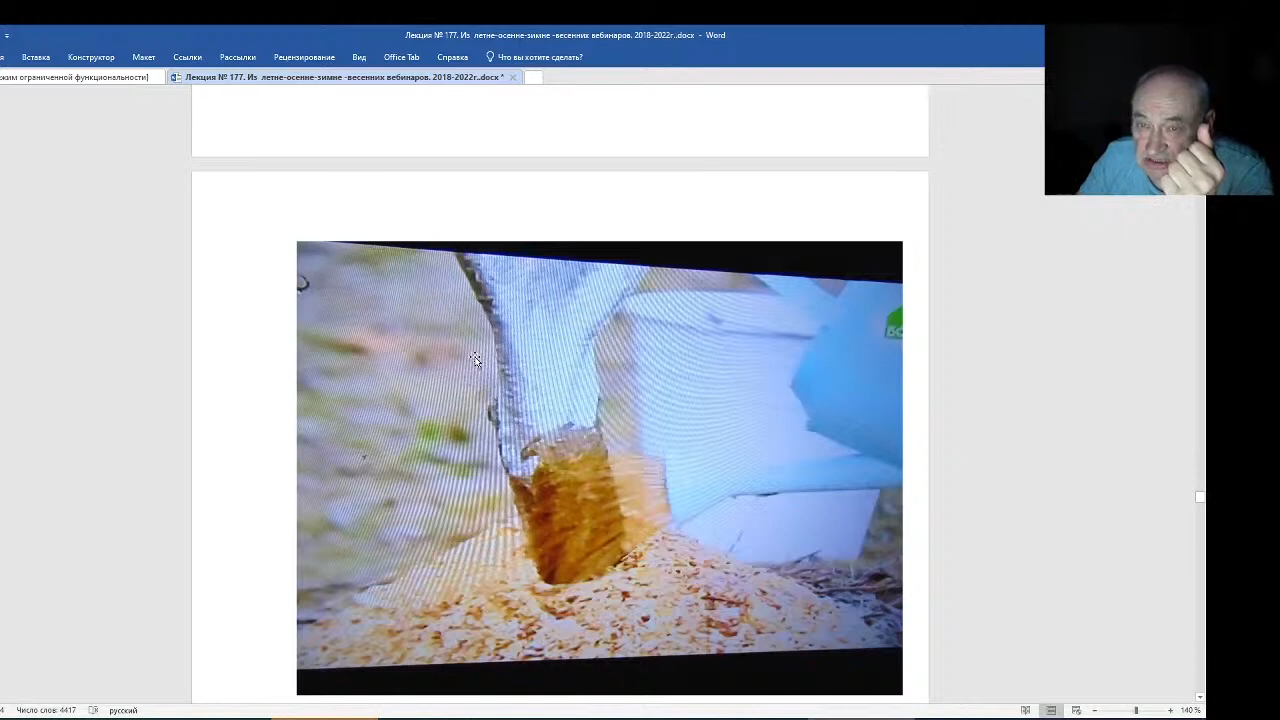 Лекция № 177. Из летне-осенне-зимне -весенних вебинаров. 2018-2022г..docx - Word
Вставка Конструктор Макет Ссылки Рассылки Рецензирование Вид Office Tab Справка Что вы хотите сделать?
жим ограниченной функциональности]
Лекция № 177. Из летне-осенне-зимне -весенних вебинаров. 2018-2022г..docx *
Число слов: 4417 русский 140 %